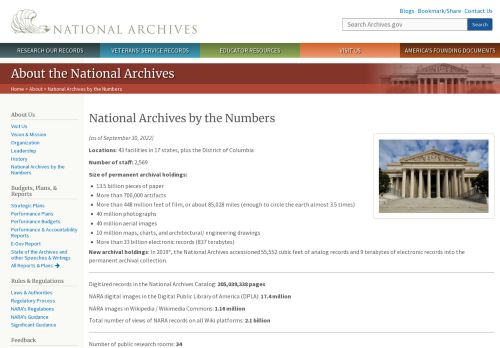 Blogs · Bookmark/Share · Contact Us
NATIONAL ARCHIVES
Search Archives.gov
Search
RESEARCH OUR RECORDS
VETERANS' SERVICE RECORDS
EDUCATOR RESOURCES
VISIT US
AMERICA'S FOUNDING DOCUMENTS
About the National Archives
Home > About > National Archives by the Numbers
About Us
Visit Us
Vision & Mission
Organization
Leadership
History
National Archives by the
Numbers
Budgets, Plans, &
Reports
Strategic Plans
Performance Plans
Performance Budgets
Performance & Accountability
Reports
E-Gov Report
State of the Archives and
other Speeches & Writings
All Reports & Plans
Rules & Regulations
Laws & Authorities
Regulatory Process
NARA's Regulations
NARA's Guidance
Significant Guidance
Feedback
National Archives by the Numbers
(as of September 30, 2022)
Locations: 43 facilities in 17 states, plus the District of Columbia
Number of staff: 2,569
Size of permanent archival holdings:
• 13.5 billion pieces of paper
• More than 700,000 artifacts
• More than 448 million feet of film, or about 85,028 miles (enough to circle the earth almost 3.5 times)
• 40 million photographs
• 40 million aerial images
• 10 million maps, charts, and architectural/ engineering drawings
• More than 33 billion electronic records (837 terabytes)
New archival holdings: In 2019*, the National Archives accessioned 55,552 cubic feet of analog records and 9 terabytes of electronic records into the
permanent archival collection.
Digitized records in the National Archives Catalog: 205,039,338 pages
NARA digital images in the Digital Public Library of America (DPLA): 17.4 million
NARA images in Wikipedia / Wikimedia Commons: 1.16 million
Total number of views of NARA records on all Wiki platforms: 2.1 billion
Number of public research rooms: 34